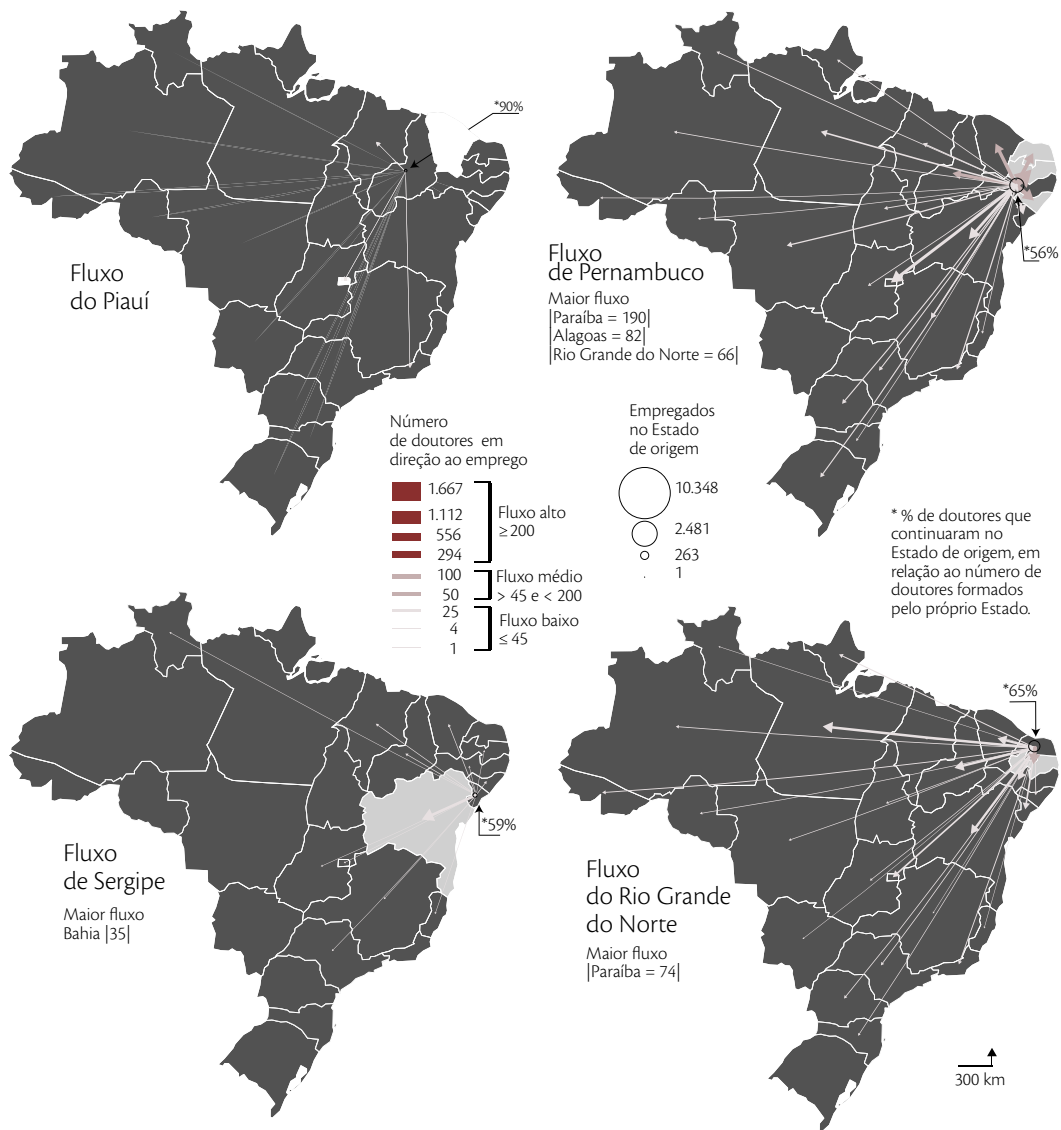 *90%
Fluxo
do Piauí
Fluxo
de Pernambuco
Maior fluxo
|Paraíba = 190|
|Alagoas = 82|
|Rio Grande do Norte = 66|
*56%
Número
de doutores em
direção ao emprego
1.667
1.112
556
294
Fluxo alto
≥200
100
50
Fluxo médio
> 45 e < 200
25
4
1
Fluxo baixo
≤ 45
Empregados
no Estado
de origem
10.348
2.481
263
1
* % de doutores que
continuaram no
Estado de origem, em
relação ao número de
doutores formados
pelo próprio Estado.
*59%
Fluxo
de Sergipe
Maior fluxo
Bahia |35|
*65%
Fluxo
do Rio Grande
do Norte
Maior fluxo
|Paraíba = 74|
300 km